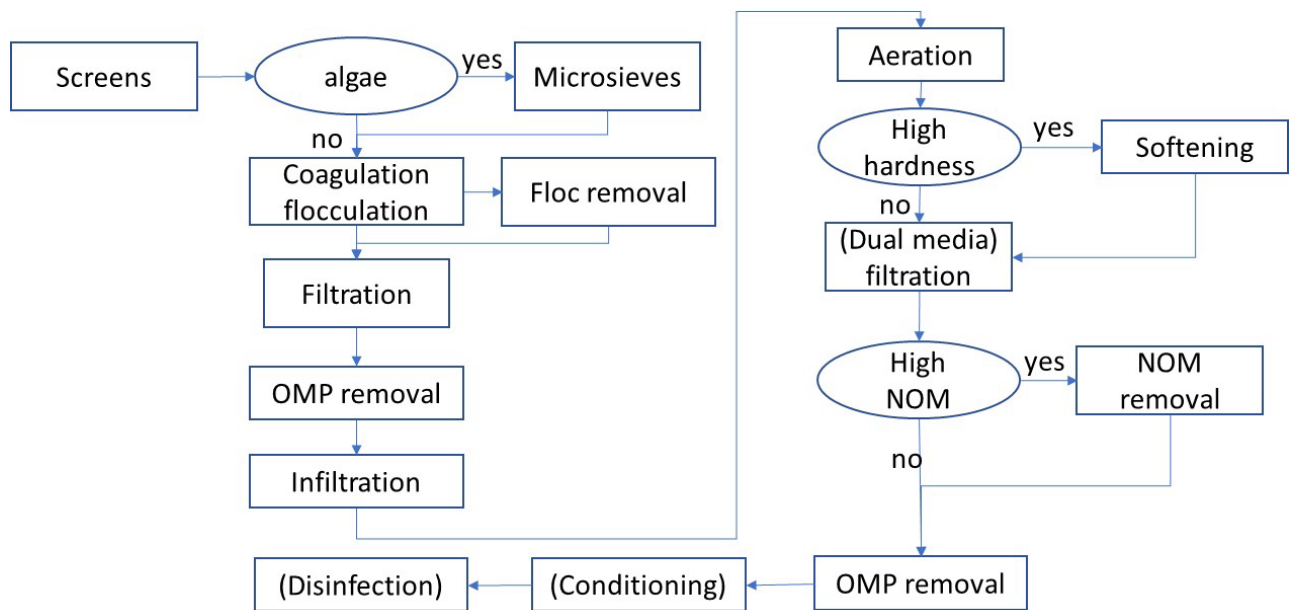 Screens
algae
yes
Microsieves
no
Coagulation
flocculation
Floc removal
Filtration
OMP removal
Infiltration
Aeration
High
hardness
yes
Softening
no
(Dual media)
filtration
High
NOM
yes
NOM
removal
no
OMP removal
(Conditioning)
(Disinfection)